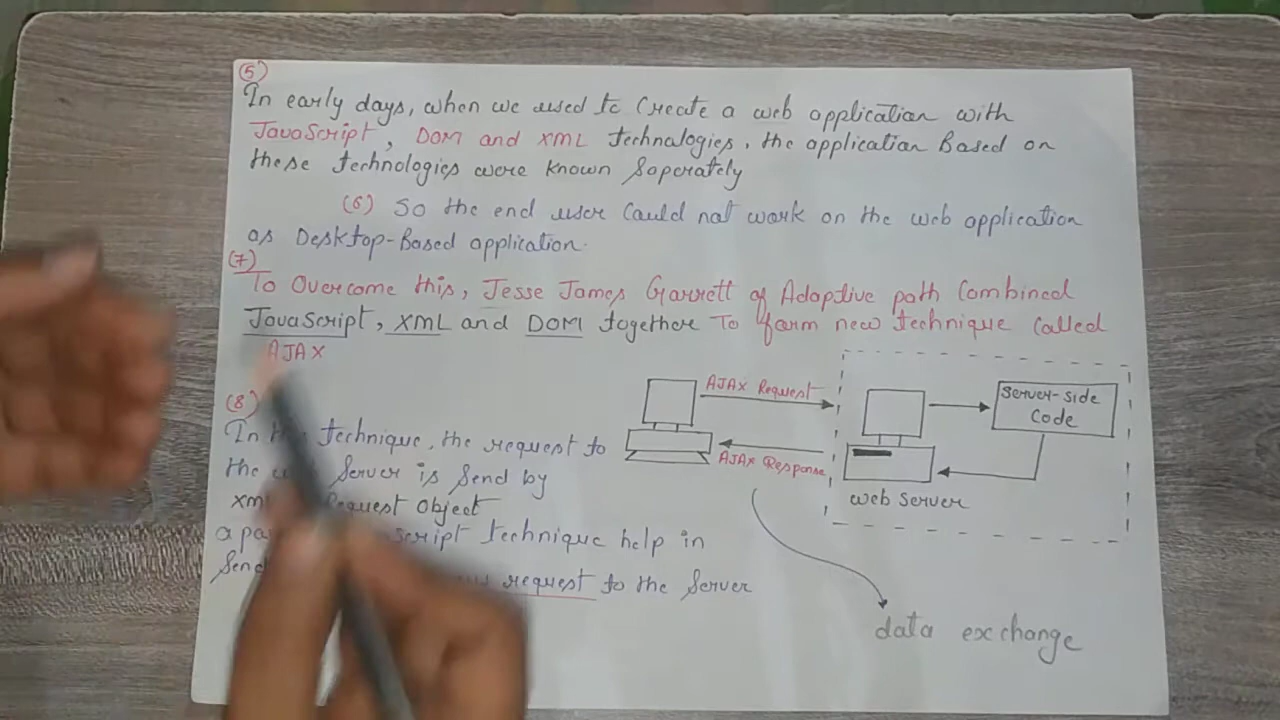 (5)
In early days, when we used to Create a web application with
JavaScript, DOM and XML Technologies, the application Based on
these technologies were known Saperately
(6) So the end user Could not work on the web application
as Desktop-Based application.
(7)
To Overcome this, Jesse James Garrett of Adaptive path Combined
JavaScript, XML and DOM together To form new technique called
AJAX
(8)
In technique, the request to
the Server is Send by
Request Object
technique help in
Send request to the Server
AJAX Request
AJAX Response
Server-side
Code
web server
data exchange